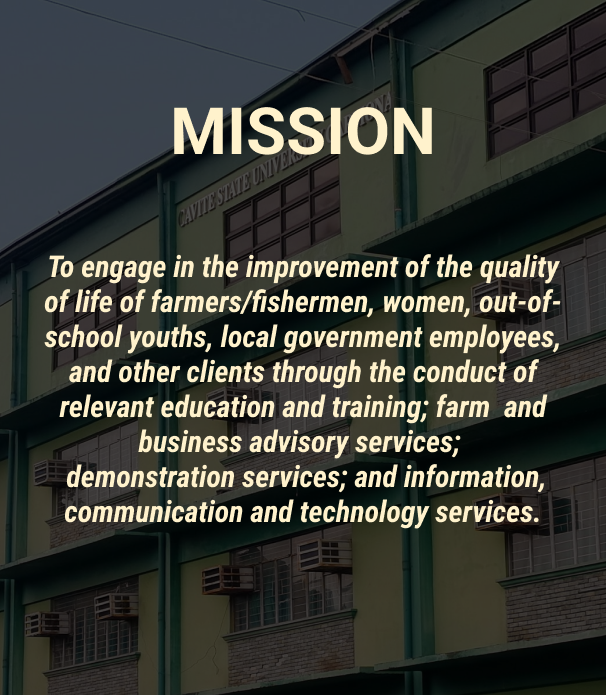 MISSION
CAVITE STATE UNIVERSITY
To engage in the improvement of the quality
of life of farmers/fishermen, women, out-of-
school youths, local government employees,
and other clients through the conduct of
relevant education and training; farm  and
business advisory services;
demonstration services; and information,
communication and technology services.